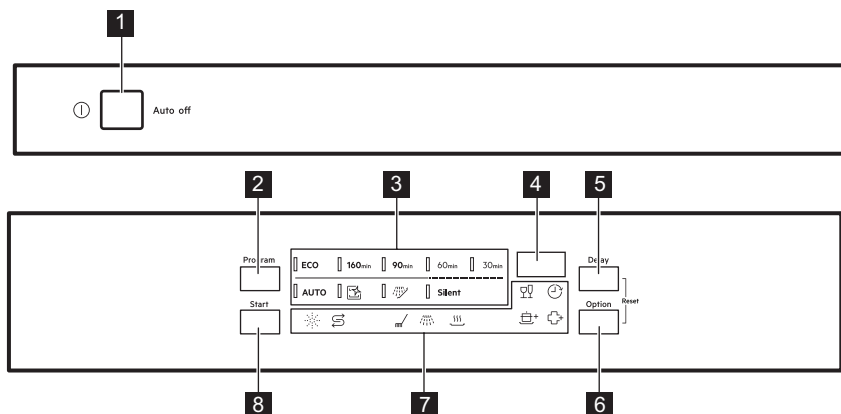 1
Auto off
2 3 4 5
Program
ECO 160min 90min 60min 30min
Delay
AUTO Silent
Start
Option
Reset
8 7 6